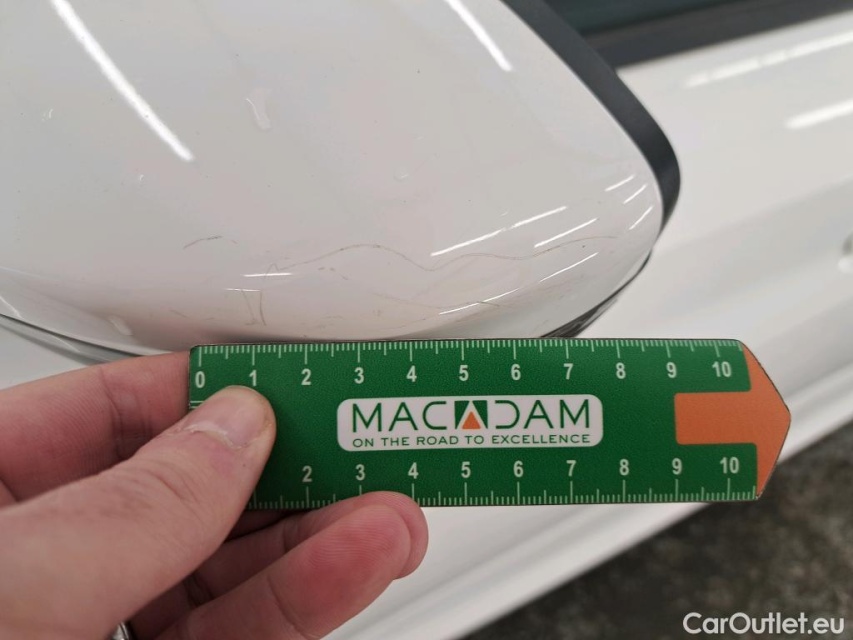 0 1 2 3 4 5 6 7 8 9 10
MACADAM
ON THE ROAD TO EXCELLENCE
2 3 4 5 6 7 8 9 10
CarOutlet.eu